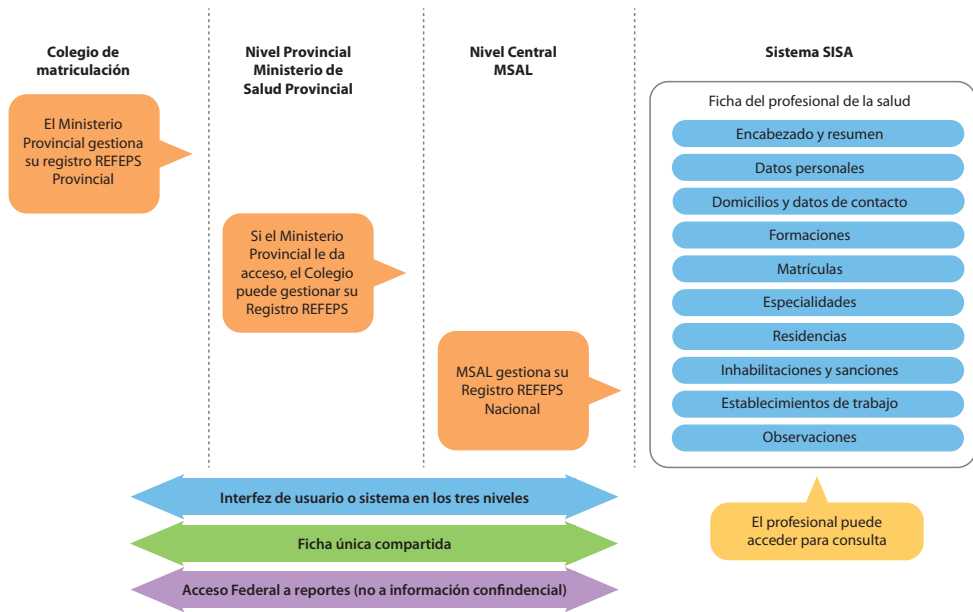 Colegio de
matriculación
El Ministerio
Provincial gestiona
su registro REFEPS
Provincial
Nivel Provincial
Ministerio de
Salud Provincial
Si el Ministerio
Provincial le da
acceso, el Colegio
puede gestionar su
Registro REFEPS
Nivel Central
MSAL
MSAL gestiona su
Registro REFEPS
Nacional
Sistema SISA
Ficha del profesional de la salud
Encabezado y resumen
Datos personales
Domicilios y datos de contacto
Formaciones
Matrículas
Especialidades
Residencias
Inhabilitaciones y sanciones
Establecimientos de trabajo
Observaciones
El profesional puede
acceder para consulta
Interfez de usuario o sistema en los tres niveles
Ficha única compartida
Acceso Federal a reportes (no a información confindencial)